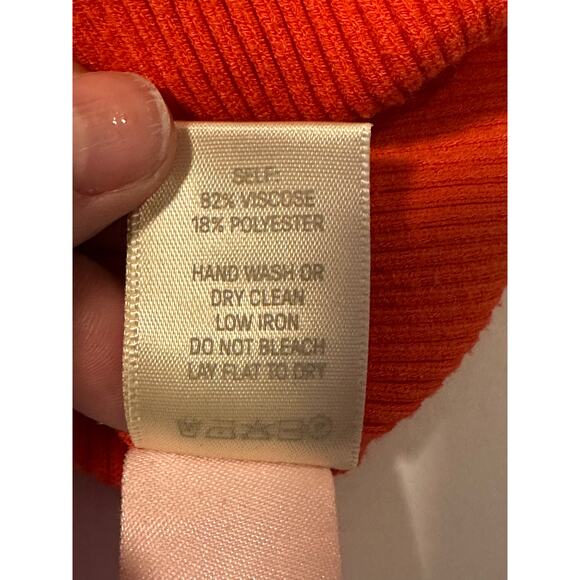 SELF:
82% VISCOSE
18% POLYESTER
HAND WASH OR
DRY CLEAN
LOW IRON
DO NOT BLEACH
LAY FLAT TO DRY